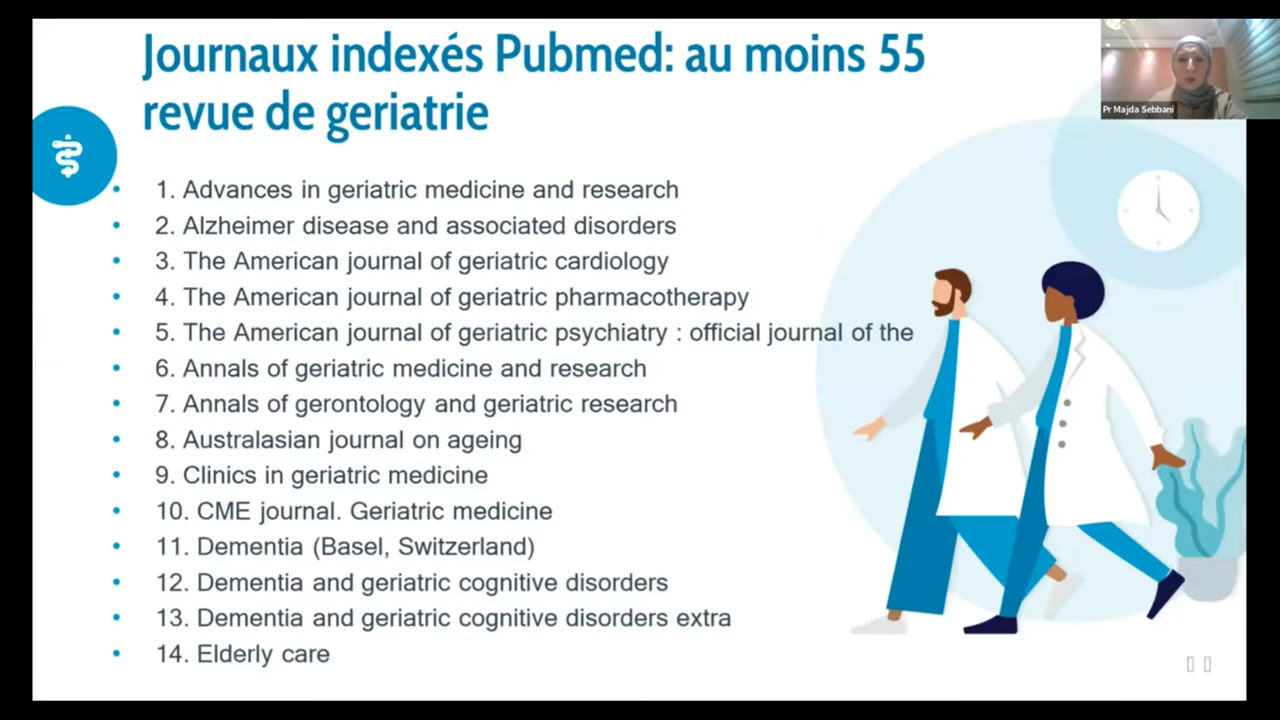 Journaux indexés Pubmed: au moins 55
revue de geriatrie
Pr Majda Sebbani
• 1. Advances in geriatric medicine and research
• 2. Alzheimer disease and associated disorders
• 3. The American journal of geriatric cardiology
• 4. The American journal of geriatric pharmacotherapy
• 5. The American journal of geriatric psychiatry : official journal of the
• 6. Annals of geriatric medicine and research
• 7. Annals of gerontology and geriatric research
• 8. Australasian journal on ageing
• 9. Clinics in geriatric medicine
• 10. CME journal. Geriatric medicine
• 11. Dementia (Basel, Switzerland)
• 12. Dementia and geriatric cognitive disorders
• 13. Dementia and geriatric cognitive disorders extra
• 14. Elderly care